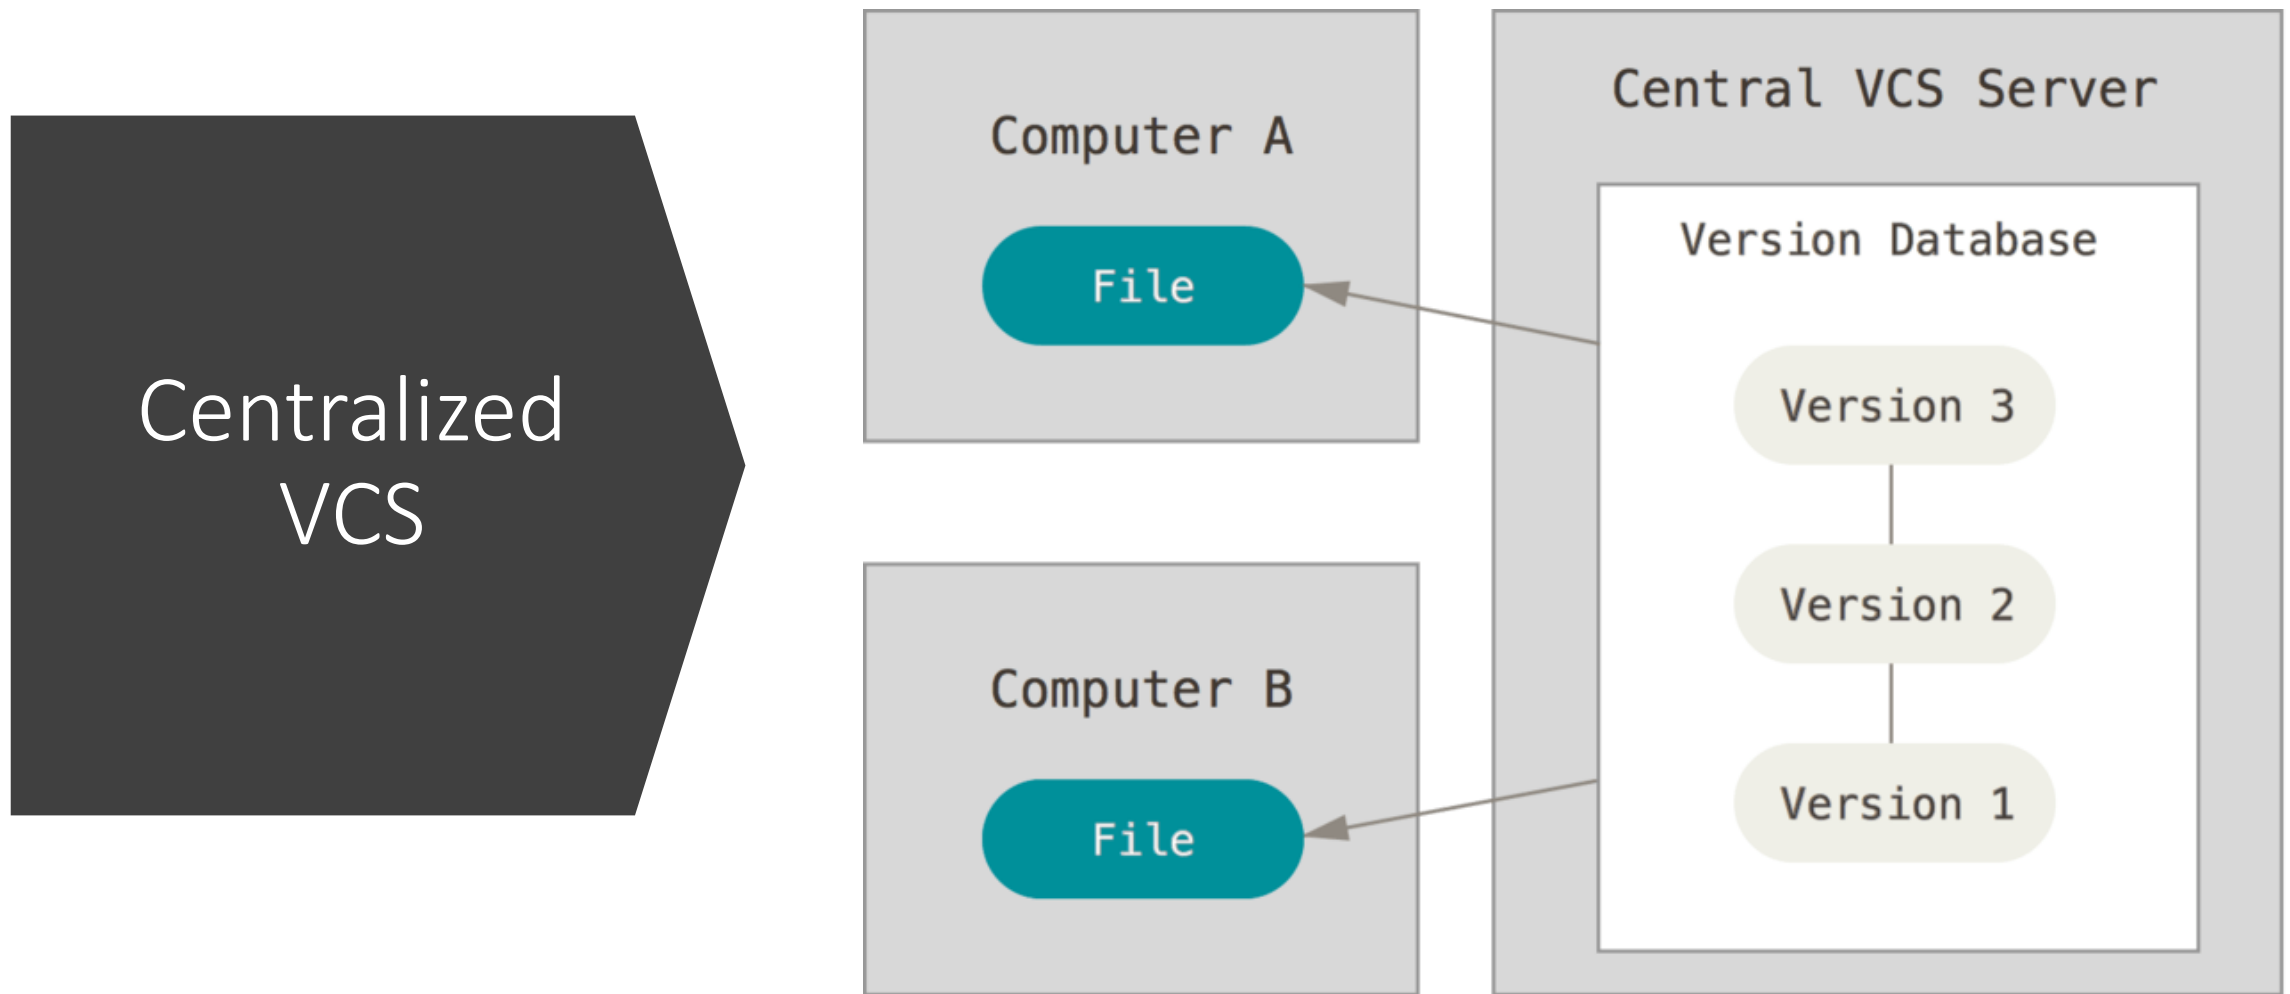 Centralized
VCS
Computer A
File
Computer B
File
Central VCS Server
Version Database
Version 3
Version 2
Version 1